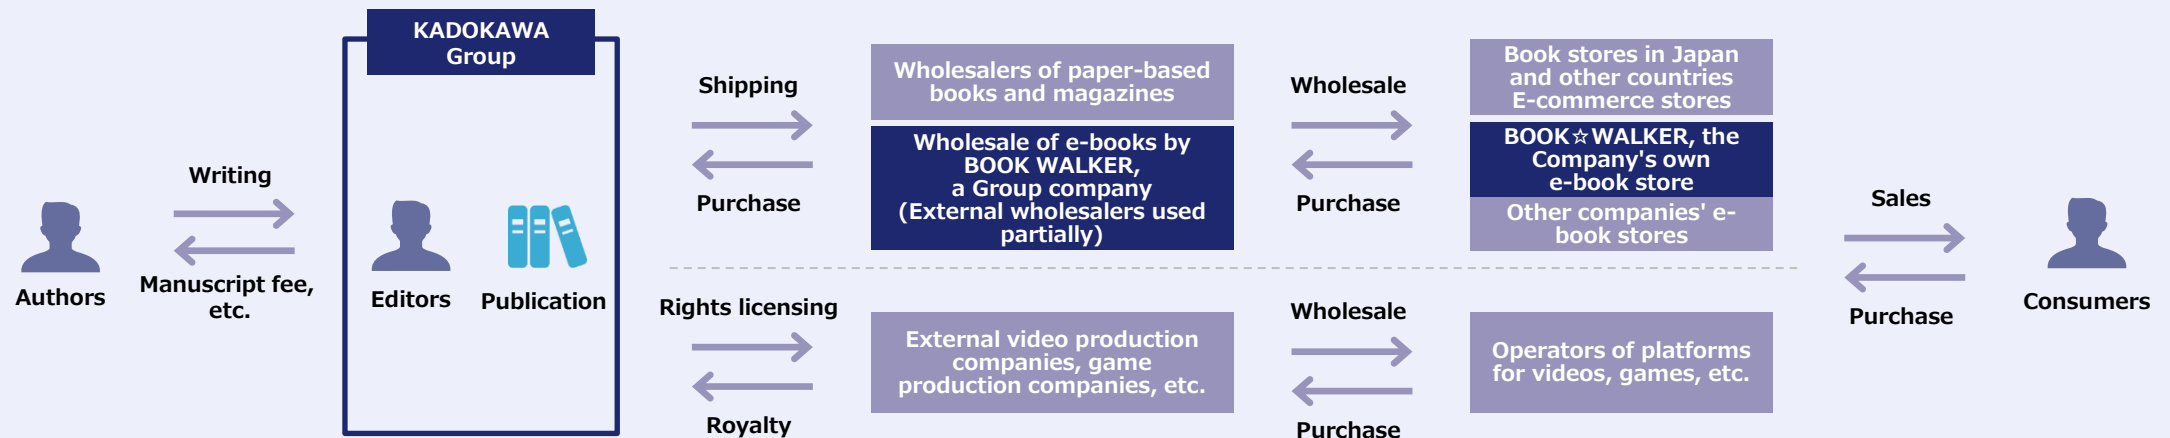 KADOKAWA
Group
Authors
Writing
Manuscript fee,
etc.
Editors
Publication
Shipping
Purchase
Wholesalers of paper-based
books and magazines
Wholesale of e-books by
BOOK WALKER,
a Group company
(External wholesalers used
partially)
Wholesale
Purchase
Book stores in Japan
and other countries
E-commerce stores
BOOK☆WALKER, the
Company's own
e-book store
Other companies' e-
book stores
Rights licensing
Royalty
External video production
companies, game
production companies, etc.
Wholesale
Purchase
Operators of platforms
for videos, games, etc.
Sales
Purchase
Consumers